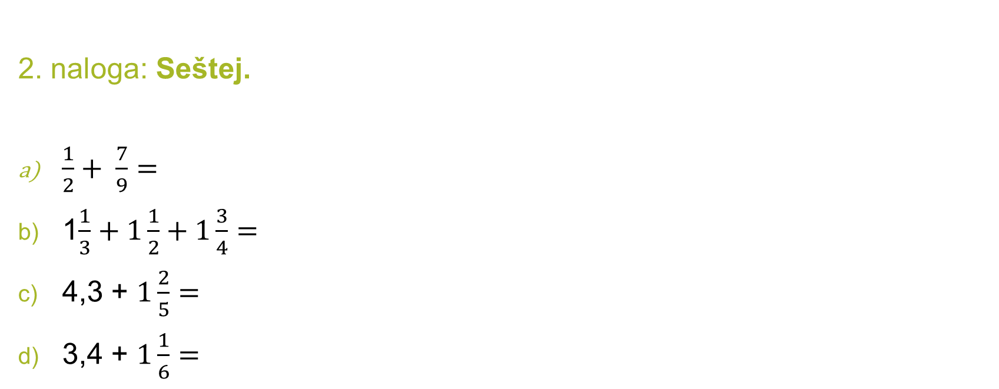 2. naloga: Seštej.
a) 1/2 + 7/9 =
b) 1 1/3 + 1 1/2 + 1 3/4 =
c) 4,3 + 1 2/5 =
d) 3,4 + 1 1/6 =